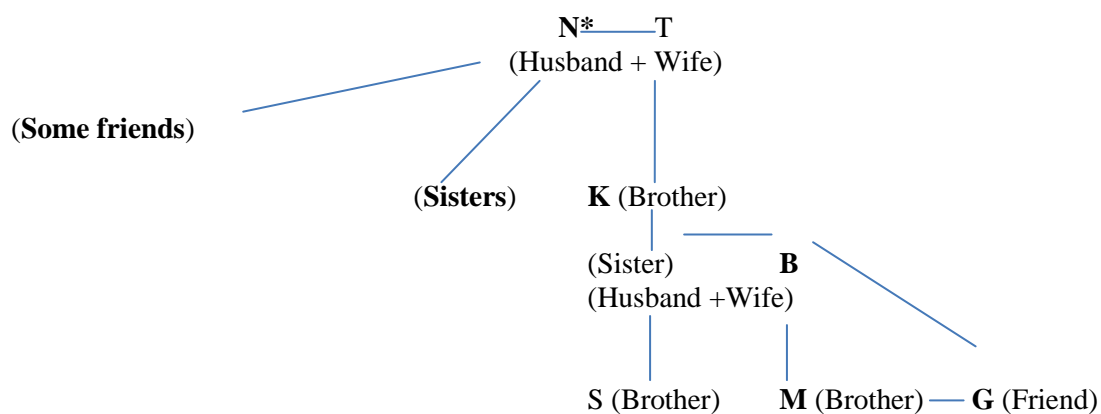 N* T
(Husband + Wife)
(Some friends)
(Sisters) K (Brother)
(Sister) B
(Husband +Wife)
S (Brother) M (Brother) G (Friend)